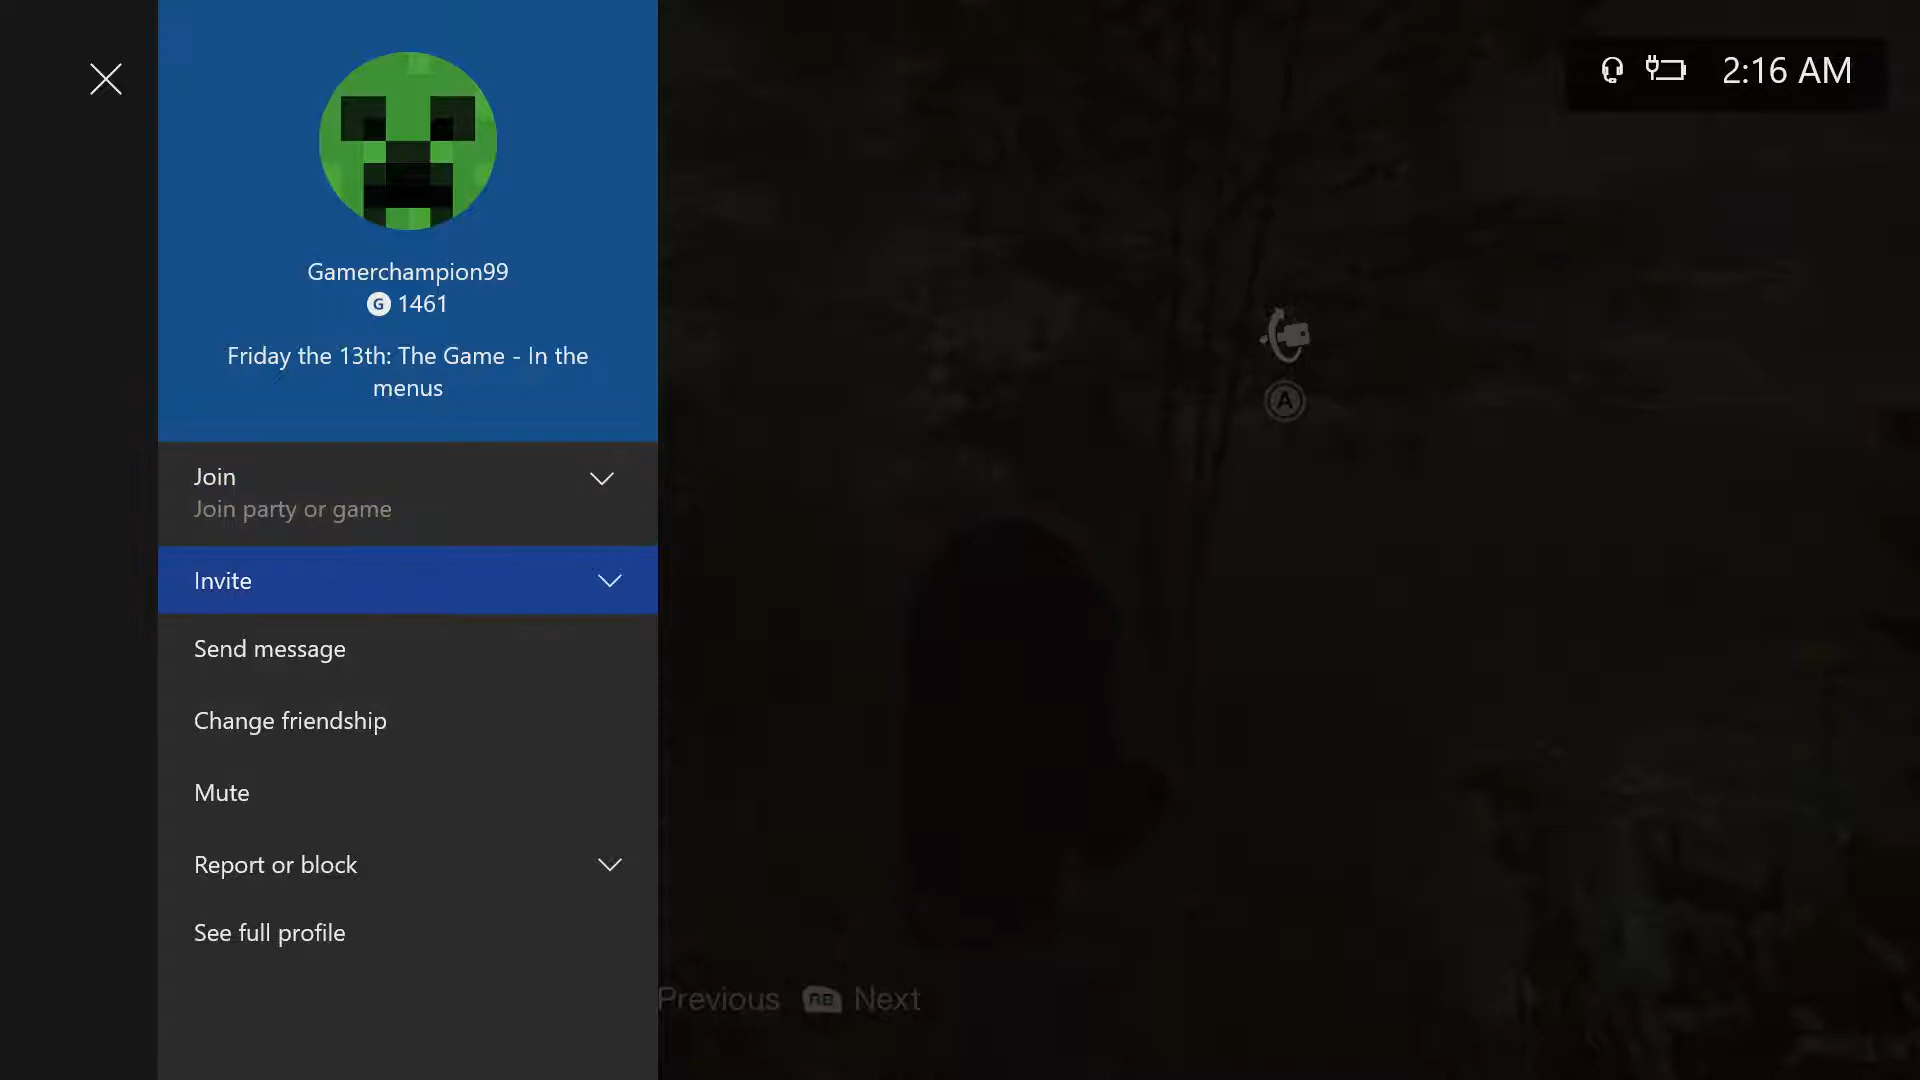 2:16 AM
Gamerchampion99
G 1461
Friday the 13th: The Game - In the
menus
Join
Join party or game
Invite
Send message
Change friendship
Mute
Report or block
See full profile
A
Previous RB Next